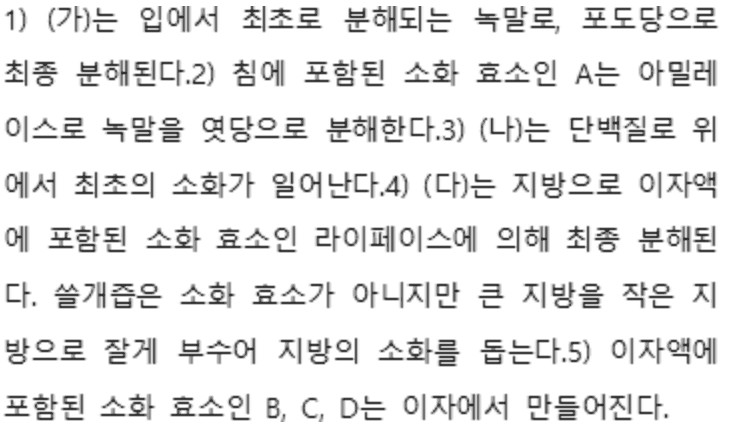 1) (가)는 입에서 최초로 분해되는 녹말로, 포도당으로
최종 분해된다.2) 침에 포함된 소화 효소인 A는 아밀레
이스로 녹말을 엿당으로 분해한다.3) (나)는 단백질로 위
에서 최초의 소화가 일어난다.4) (다)는 지방으로 이자액
에 포함된 소화 효소인 라이페이스에 의해 최종 분해된
다. 쓸개즙은 소화 효소가 아니지만 큰 지방을 작은 지
방으로 잘게 부수어 지방의 소화를 돕는다.5) 이자액에
포함된 소화 효소인 B, C, D는 이자에서 만들어진다.